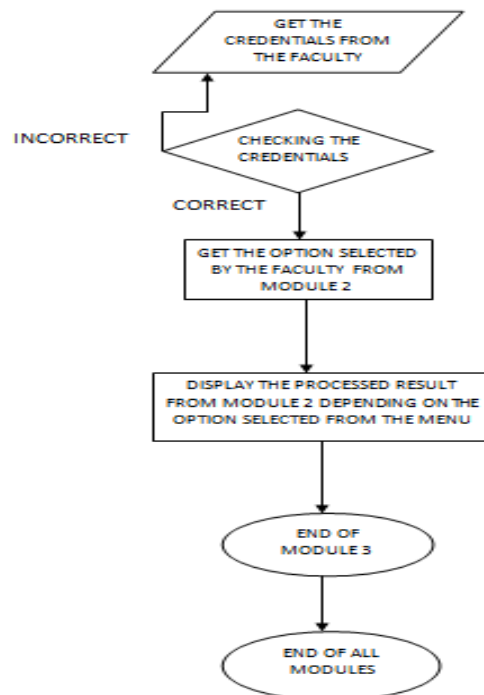 GET THE
CREDENTIALS FROM
THE FACULTY
INCORRECT
CHECKING THE
CREDENTIALS
CORRECT
GET THE OPTION SELECTED
BY THE FACULTY FROM
MODULE 2
DISPLAY THE PROCESSED RESULT
FROM MODULE 2 DEPENDING ON THE
OPTION SELECTED FROM THE MENU
END OF
MODULE 3
END OF ALL
MODULES